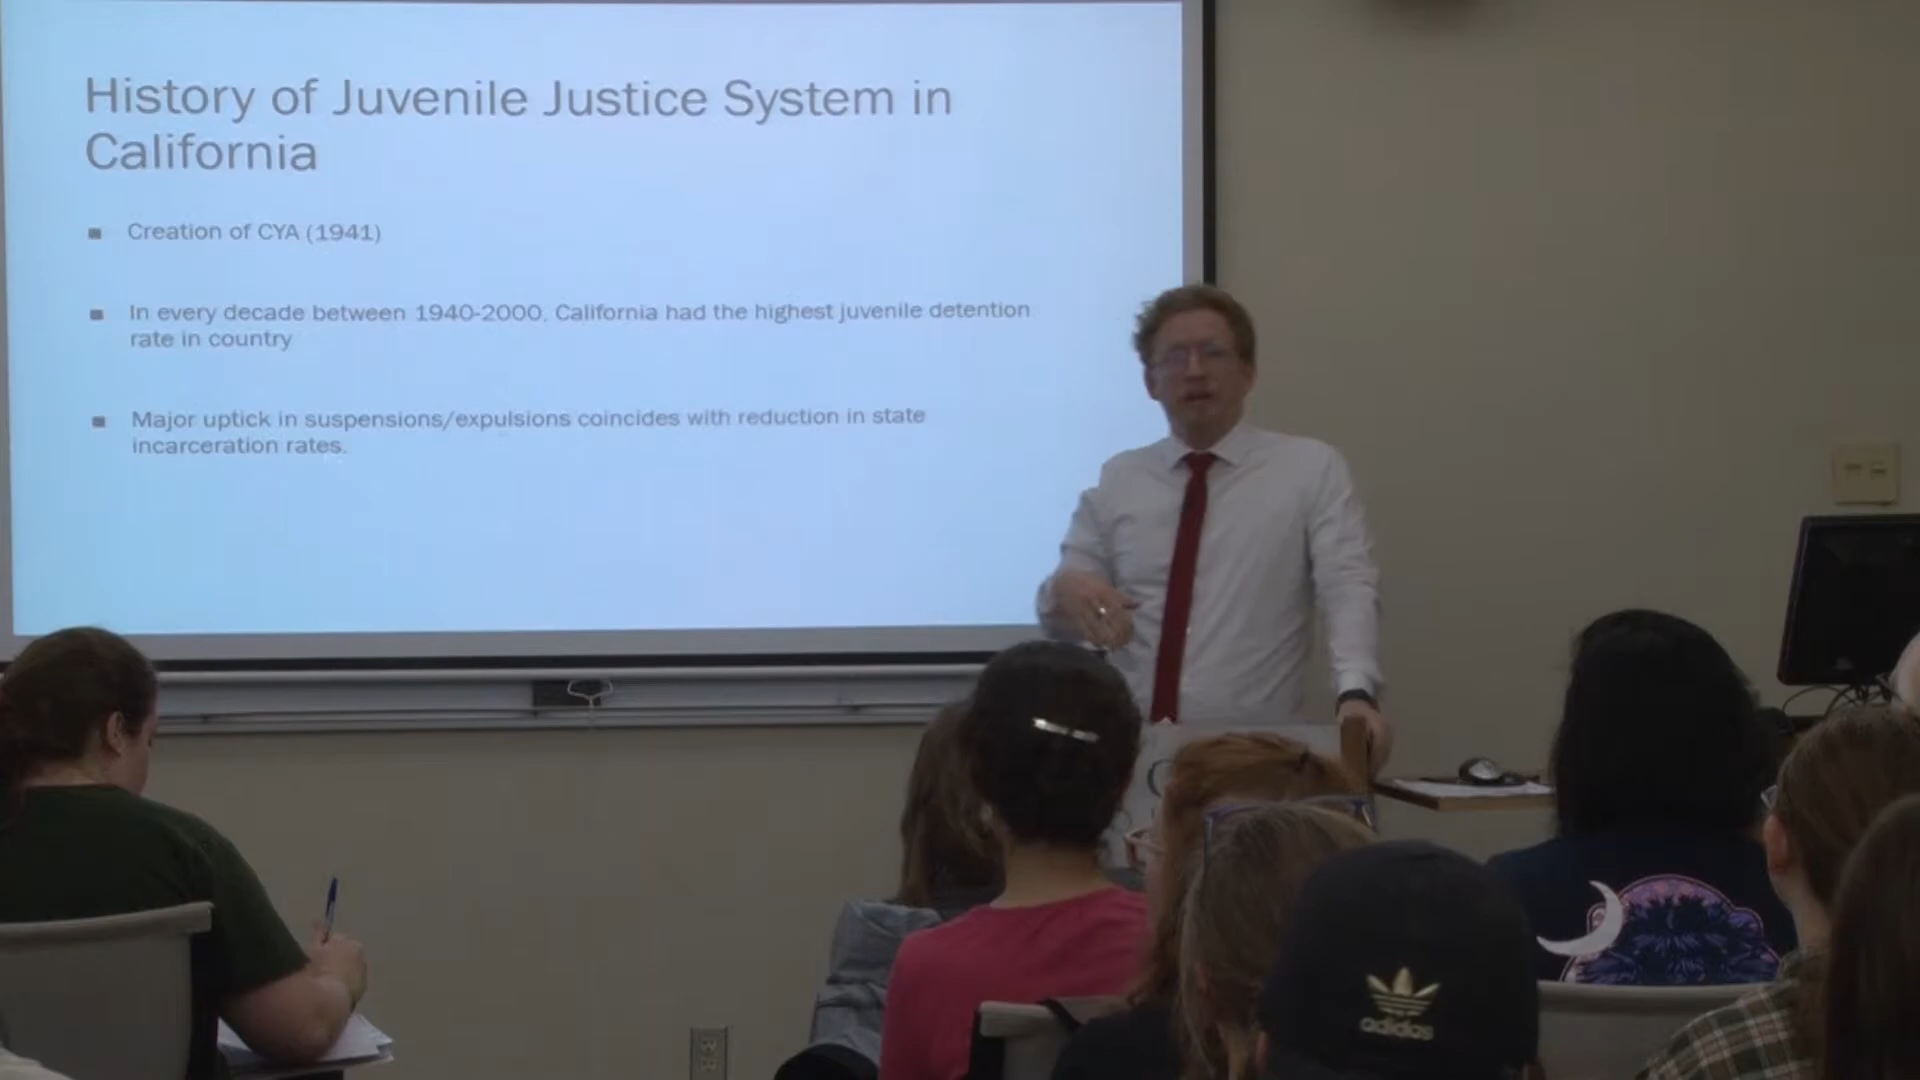 History of Juvenile Justice System in
California
Creation of CYA (1941)
In every decade between 1940-2000, California had the highest juvenile detention
rate in country
Major uptick in suspensions/expulsions coincides with reduction in state
incarceration rates.
adidas